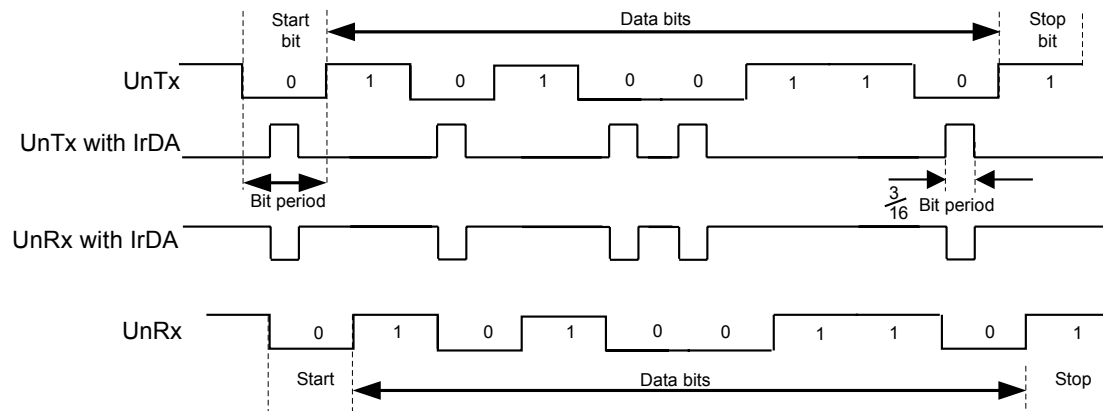 Start bit
Data bits
Stop bit
UnTx
0 1 0 1 0 0 1 1 0 1
UnTx with IrDA
Bit period
3/16 Bit period
UnRx with IrDA
UnRx
0 1 0 1 0 0 1 1 0 1
Start
Data bits
Stop